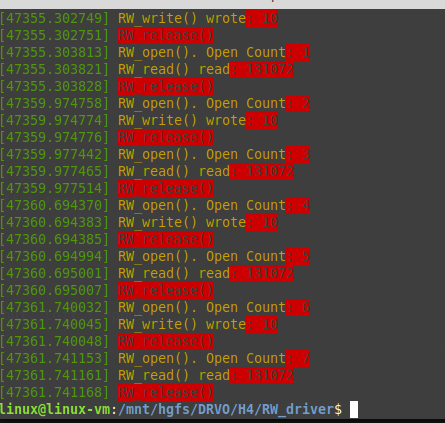 [47355.302749] RW_write() wrote: 10
[47355.302751] RW_release()
[47355.303813] RW_open(). Open Count: 1
[47355.303821] RW_read() read: 131072
[47355.303828] RW_release()
[47359.974758] RW_open(). Open Count: 2
[47359.974774] RW_write() wrote: 10
[47359.974776] RW_release()
[47359.977442] RW_open(). Open Count: 3
[47359.977465] RW_read() read: 131072
[47359.977514] RW_release()
[47360.694370] RW_open(). Open Count: 4
[47360.694383] RW_write() wrote: 10
[47360.694385] RW_release()
[47360.694994] RW_open(). Open Count: 5
[47360.695001] RW_read() read: 131072
[47360.695007] RW_release()
[47361.740032] RW_open(). Open Count: 6
[47361.740045] RW_write() wrote: 10
[47361.740048] RW_release()
[47361.741153] RW_open(). Open Count: 7
[47361.741161] RW_read() read: 131072
[47361.741168] RW_release()
linux@linux-vm:/mnt/hgfs/DRVO/H4/RW_driver$